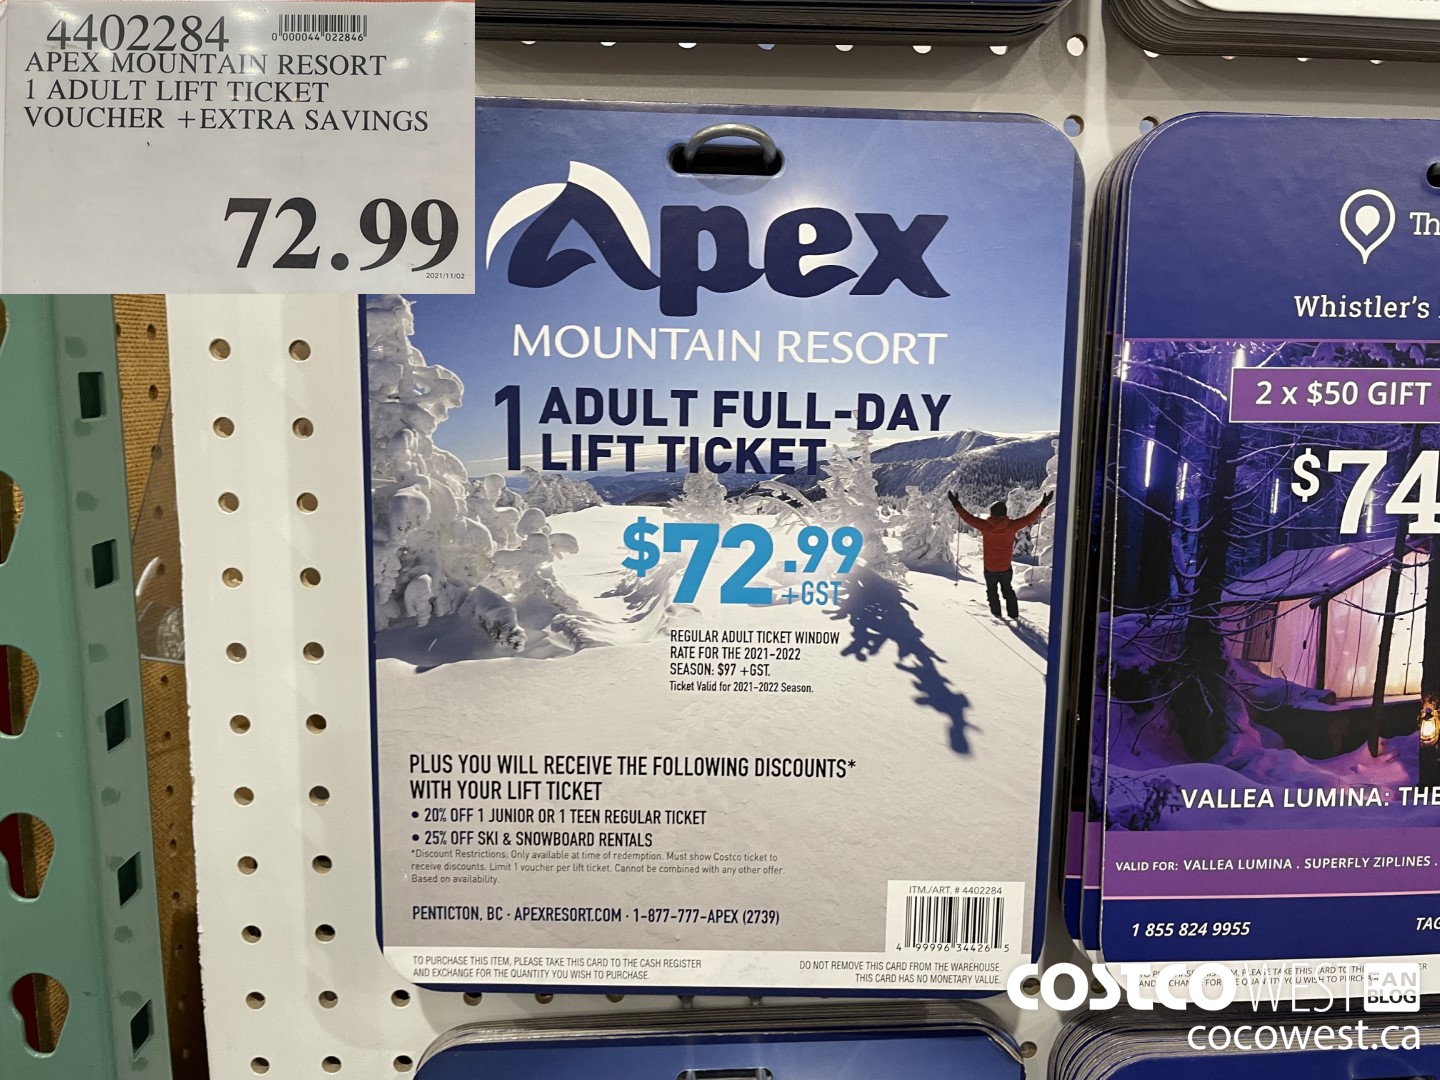 4402284
0 000044 022846
APEX MOUNTAIN RESORT
1 ADULT LIFT TICKET
VOUCHER +EXTRA SAVINGS
72.99
2021/11/02
Apex
MOUNTAIN RESORT
1 ADULT FULL-DAY
LIFT TICKET
$72.99
+GST
REGULAR ADULT TICKET WINDOW
RATE FOR THE 2021-2022
SEASON: $97 +GST.
Ticket Valid for 2021-2022 Season.
PLUS YOU WILL RECEIVE THE FOLLOWING DISCOUNTS*
WITH YOUR LIFT TICKET
• 20% OFF 1 JUNIOR OR 1 TEEN REGULAR TICKET
• 25% OFF SKI & SNOWBOARD RENTALS
*Discount Restrictions: Only available at time of redemption. Must show Costco ticket to
receive discounts. Limit 1 voucher per lift ticket. Cannot be combined with any other offer.
Based on availability.
PENTICTON, BC · APEXRESORT.COM · 1-877-777-APEX (2739)
ITM./ART. # 4402284
4 99996 34426 5
TO PURCHASE THIS ITEM, PLEASE TAKE THIS CARD TO THE CASH REGISTER
AND EXCHANGE FOR THE QUANTITY YOU WISH TO PURCHASE.
DO NOT REMOVE THIS CARD FROM THE WAREHOUSE.
THIS CARD HAS NO MONETARY VALUE.
Th
Whistler's
2 x $50 GIFT
$74
VALLEA LUMINA: THE
VALID FOR: VALLEA LUMINA . SUPERFLY ZIPLINES .
1 855 824 9955
TAG
COSTCO WEST FAN BLOG
cocowest.ca